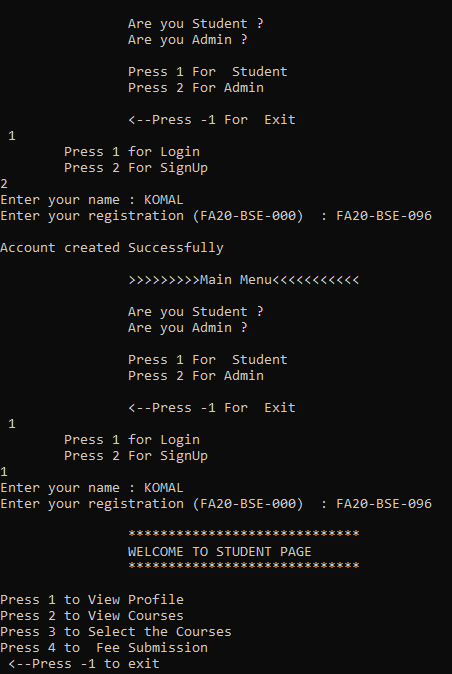 Are you Student ?
Are you Admin ?
Press 1 For  Student
Press 2 For Admin
<--Press -1 For  Exit
1
Press 1 for Login
Press 2 For SignUp
2
Enter your name : KOMAL
Enter your registration (FA20-BSE-000)  : FA20-BSE-096
Account created Successfully
>>>>>>>>>Main Menu<<<<<<<<<<<
Are you Student ?
Are you Admin ?
Press 1 For  Student
Press 2 For Admin
<--Press -1 For  Exit
1
Press 1 for Login
Press 2 For SignUp
1
Enter your name : KOMAL
Enter your registration (FA20-BSE-000)  : FA20-BSE-096
*****************************
WELCOME TO STUDENT PAGE
*****************************
Press 1 to View Profile
Press 2 to View Courses
Press 3 to Select the Courses
Press 4 to  Fee Submission
<--Press -1 to exit